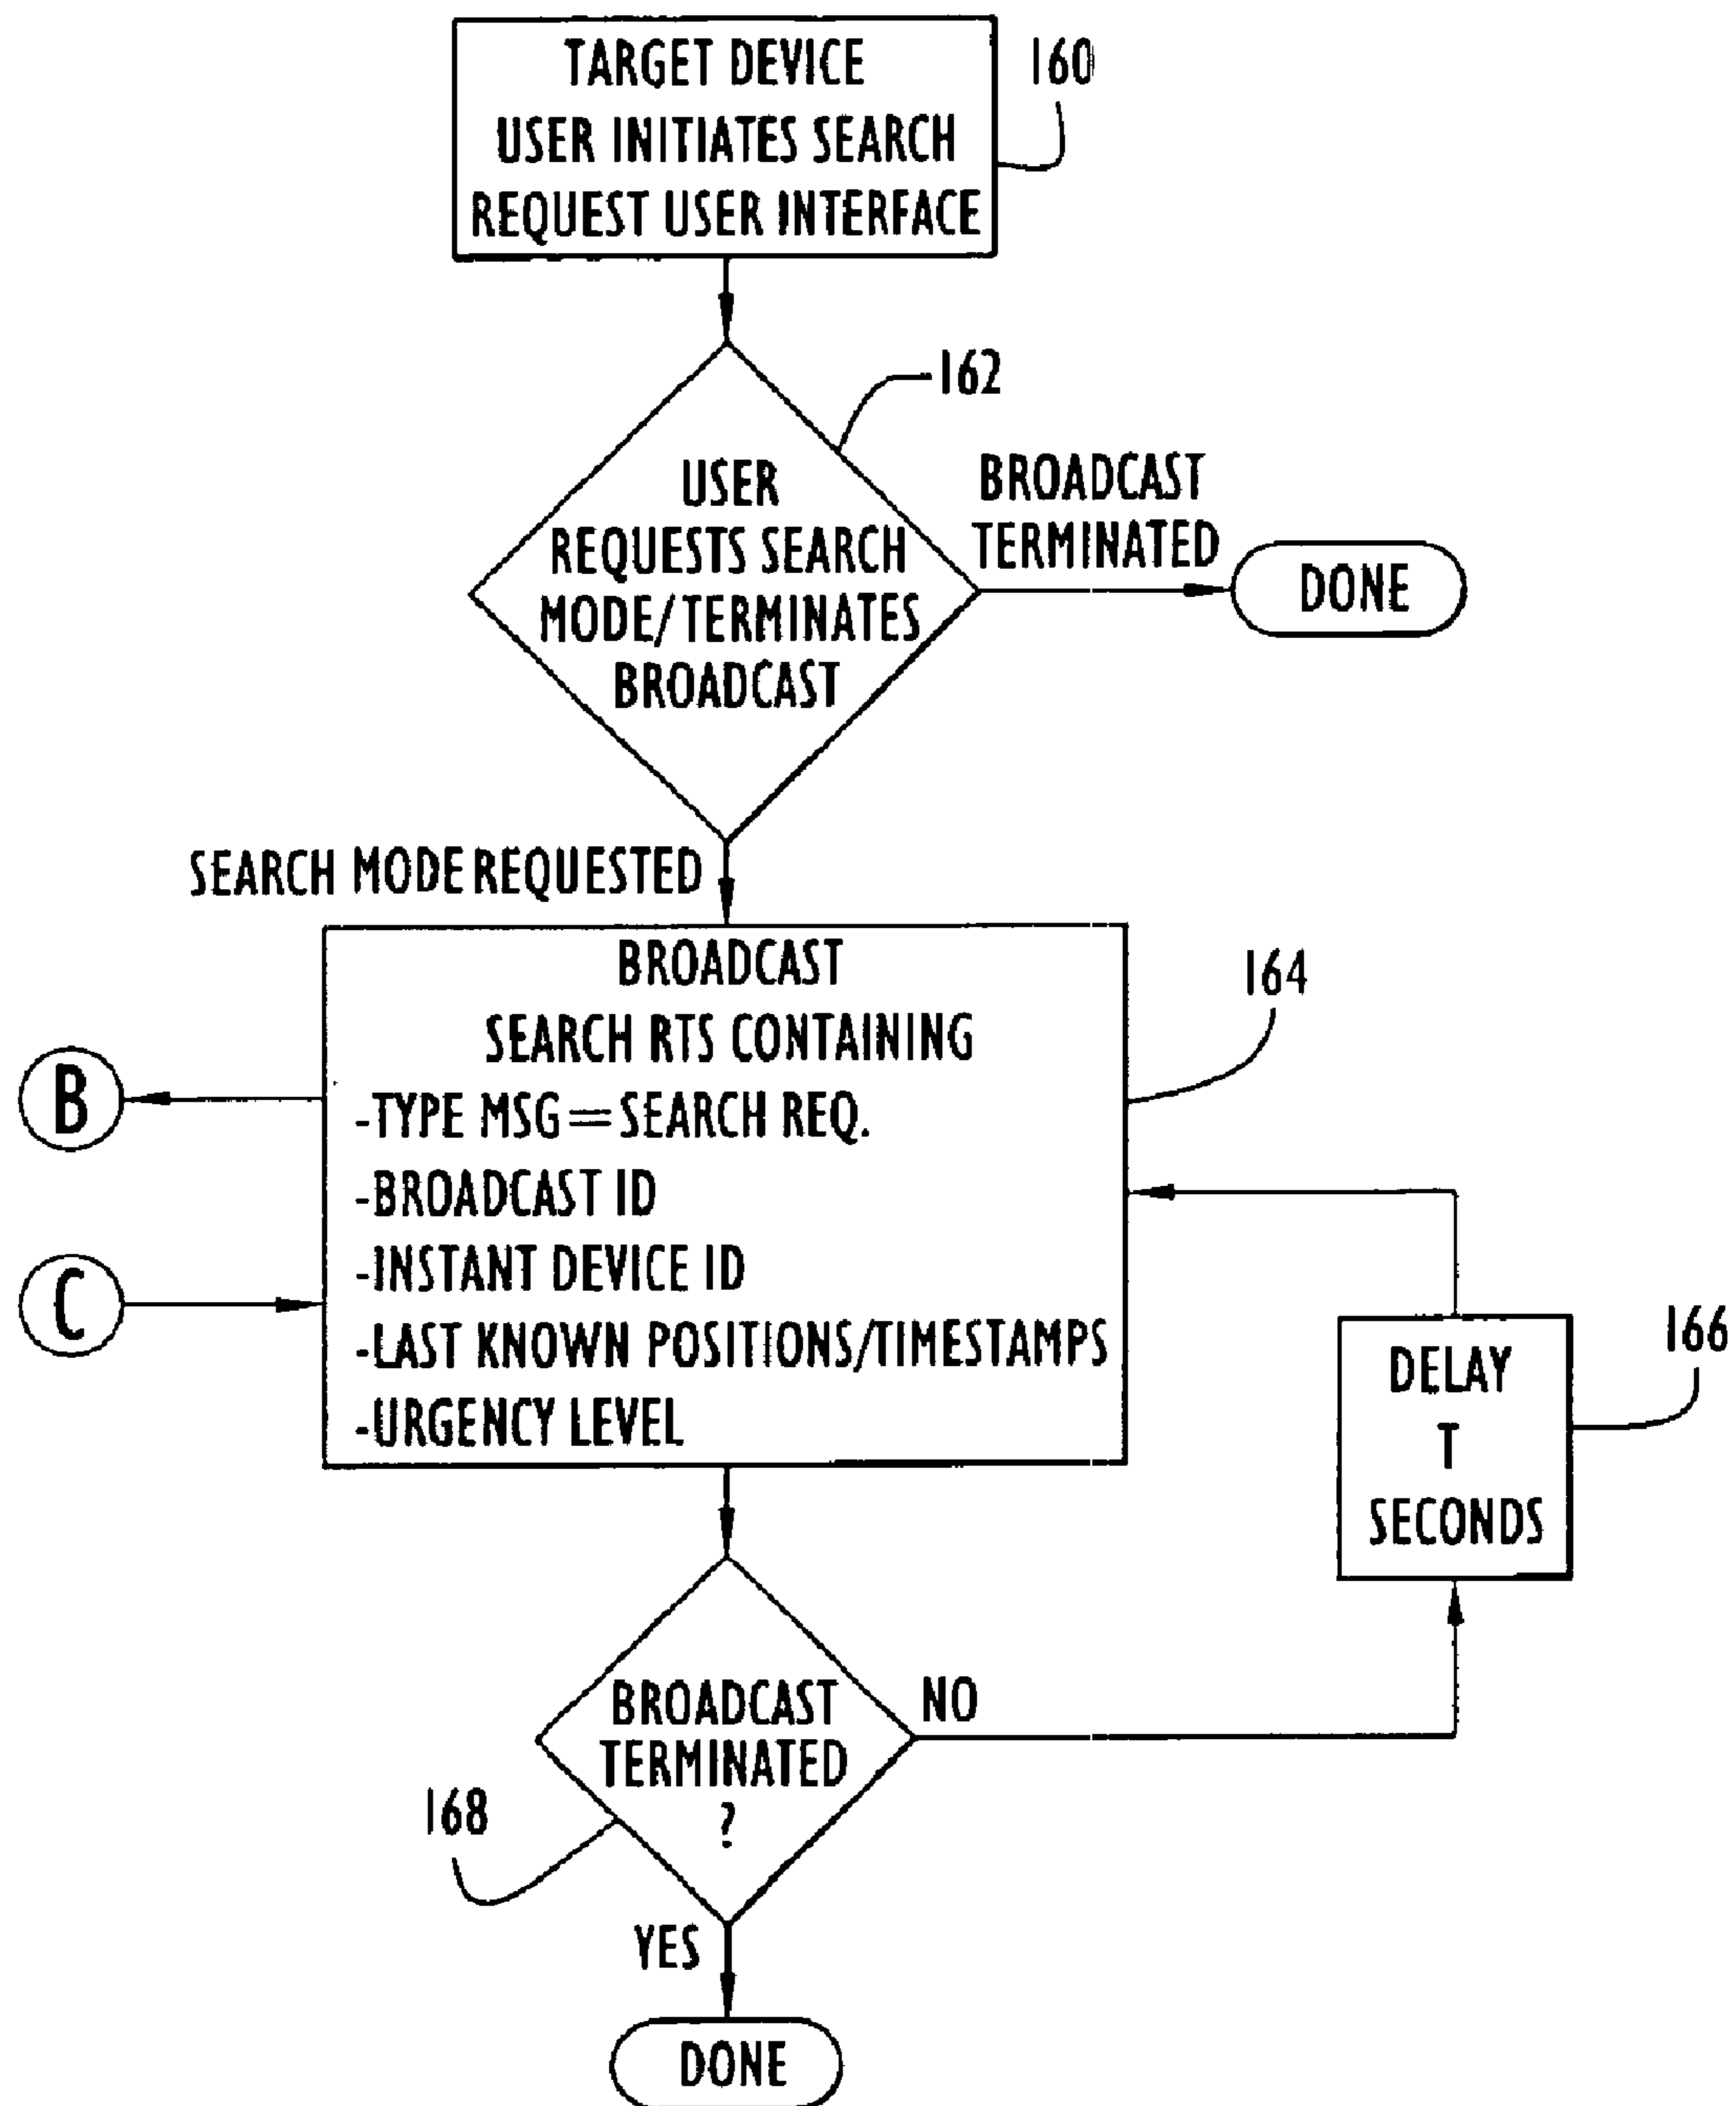 TARGET DEVICE
USER INITIATES SEARCH
REQUEST USER INTERFACE
160
162
USER
REQUESTS SEARCH
MODE/TERMINATES
BROADCAST
BROADCAST
TERMINATED
DONE
SEARCH MODE REQUESTED
BROADCAST
SEARCH RTS CONTAINING
-TYPE MSG=SEARCH REQ.
-BROADCAST ID
-INSTANT DEVICE ID
-LAST KNOWN POSITIONS/TIMESTAMPS
-URGENCY LEVEL
164
B
C
166
DELAY
T
SECONDS
BROADCAST
TERMINATED
?
NO
168
YES
DONE